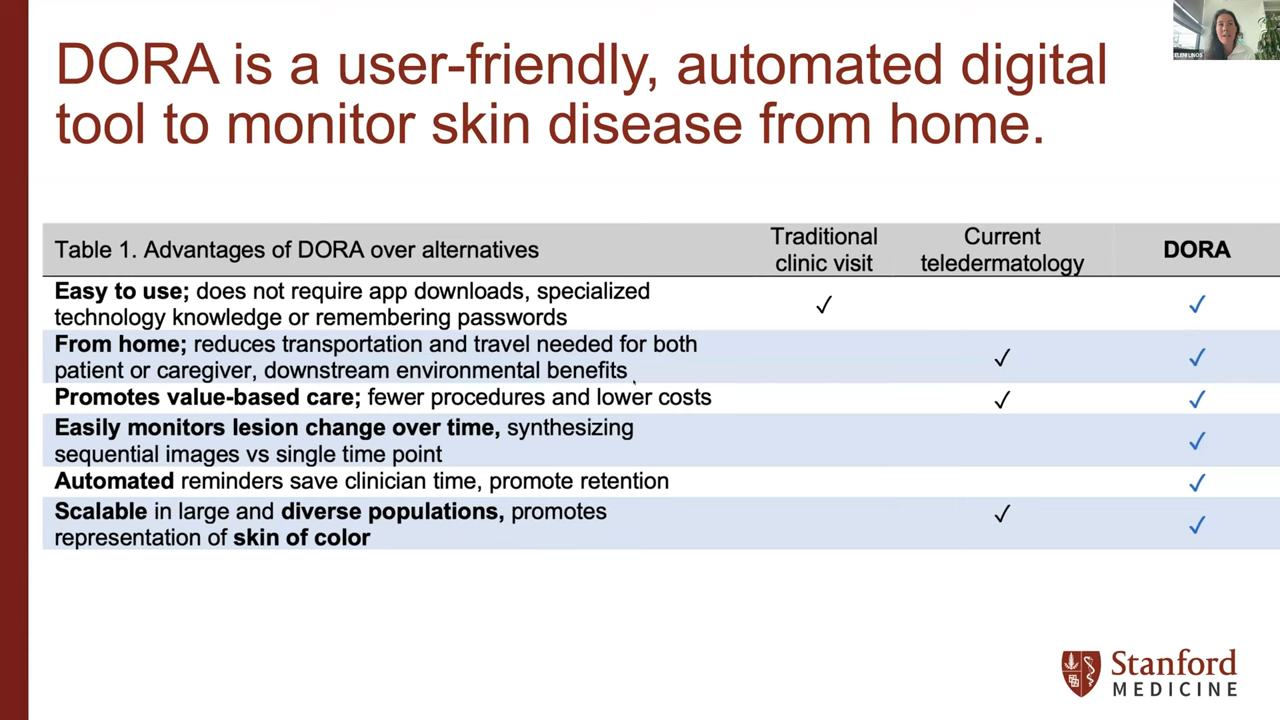 DORA is a user-friendly, automated digital
tool to monitor skin disease from home.
ELENI LINOS
Table 1. Advantages of DORA over alternatives
Traditional
clinic visit
Current
teledermatology
DORA
Easy to use; does not require app downloads, specialized
technology knowledge or remembering passwords
✓ ✓
From home; reduces transportation and travel needed for both
patient or caregiver, downstream environmental benefits
✓ ✓
Promotes value-based care; fewer procedures and lower costs
✓ ✓
Easily monitors lesion change over time, synthesizing
sequential images vs single time point
✓
Automated reminders save clinician time, promote retention
✓
Scalable in large and diverse populations, promotes
representation of skin of color
✓ ✓
Stanford
MEDICINE